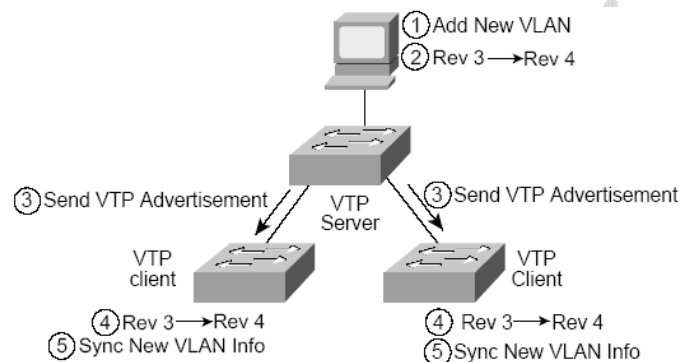 1 Add New VLAN
2 Rev 3 → Rev 4
3 Send VTP Advertisement
VTP
Server
3 Send VTP Advertisement
VTP
client
VTP
Client
4 Rev 3 → Rev 4
5 Sync New VLAN Info
4 Rev 3 → Rev 4
5 Sync New VLAN Info